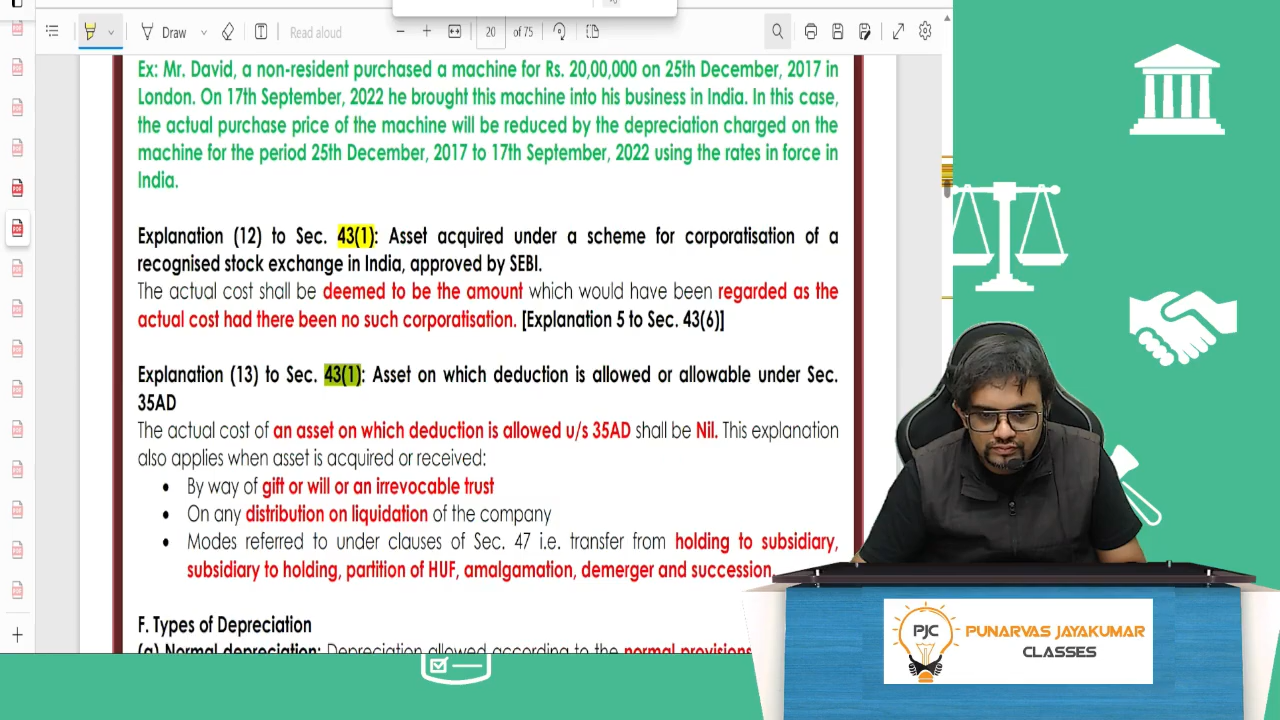 Draw
Read aloud
20 of 75
Ex: Mr. David, a non-resident purchased a machine for Rs. 20,00,000 on 25th December, 2017 in
London. On 17th September, 2022 he brought this machine into his business in India. In this case,
the actual purchase price of the machine will be reduced by the depreciation charged on the
machine for the period 25th December, 2017 to 17th September, 2022 using the rates in force in
India.
Explanation (12) to Sec. 43(1): Asset acquired under a scheme for corporatisation of a
recognised stock exchange in India, approved by SEBI.
The actual cost shall be deemed to be the amount which would have been regarded as the
actual cost had there been no such corporatisation. [Explanation 5 to Sec. 43(6)]
Explanation (13) to Sec. 43(1): Asset on which deduction is allowed or allowable under Sec.
35AD
The actual cost of an asset on which deduction is allowed u/s 35AD shall be Nil. This explanation
also applies when asset is acquired or received:
• By way of gift or will or an irrevocable trust
• On any distribution on liquidation of the company
• Modes referred to under clauses of Sec. 47 i.e. transfer from holding to subsidiary,
subsidiary to holding, partition of HUF, amalgamation, demerger and succession.
F. Types of Depreciation
(a) Normal depreciation: Depreciation allowed according to the normal provisions
PJC
PUNARVAS JAYAKUMAR
CLASSES